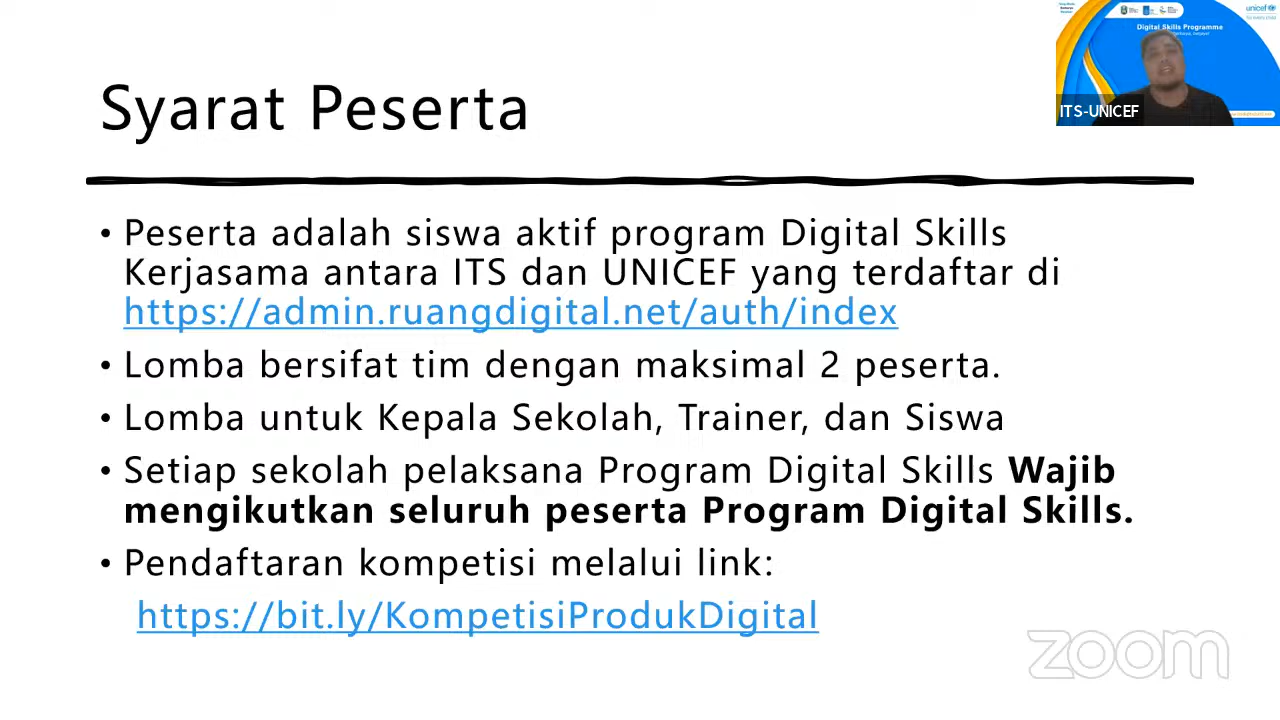 Syarat Peserta
• Peserta adalah siswa aktif program Digital Skills
Kerjasama antara ITS dan UNICEF yang terdaftar di
https://admin.ruangdigital.net/auth/index
• Lomba bersifat tim dengan maksimal 2 peserta.
• Lomba untuk Kepala Sekolah, Trainer, dan Siswa
• Setiap sekolah pelaksana Program Digital Skills Wajib
mengikutkan seluruh peserta Program Digital Skills.
• Pendaftaran kompetisi melalui link:
https://bit.ly/KompetisiProdukDigital
unicef
Digital Skills Programme
ITS-UNICEF
zoom